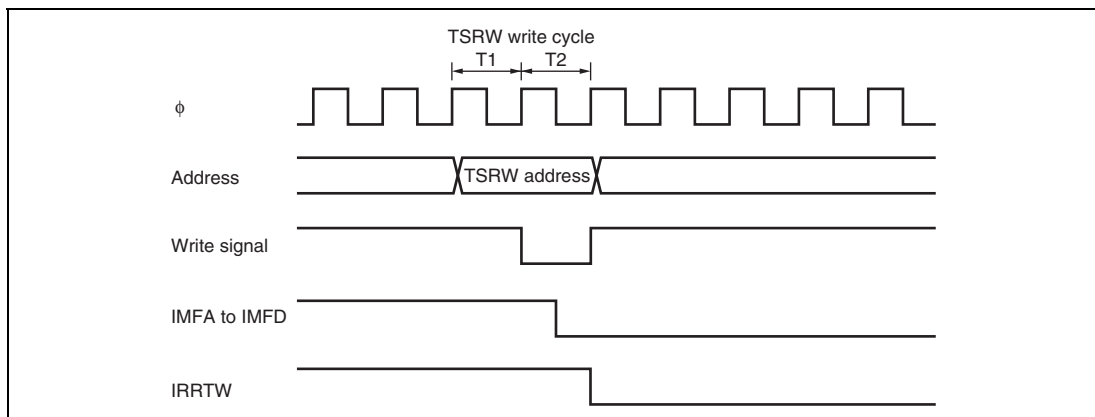 TSRW write cycle
T1 T2
ϕ
Address TSRW address
Write signal
IMFA to IMFD
IRRTW